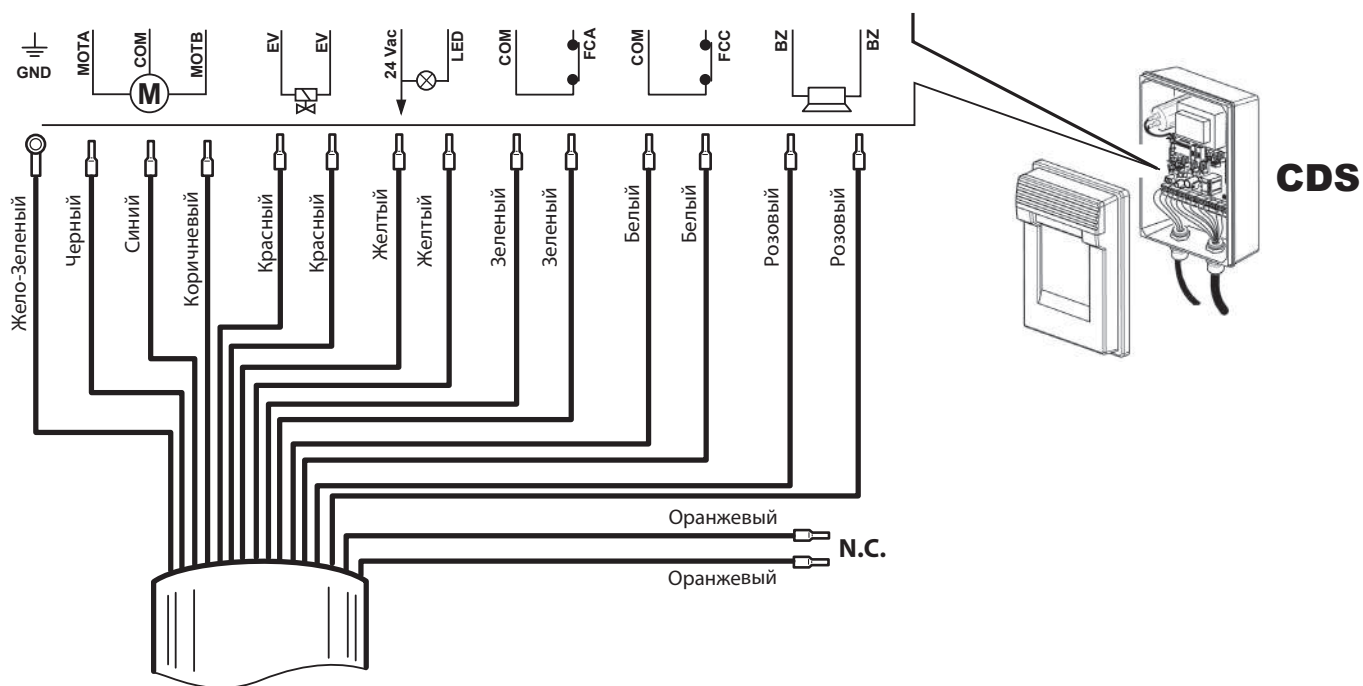 GND
MOTA
COM
MOTB
M
EV
EV
24 Vac
LED
COM
FCA
COM
FCC
BZ
BZ
CDS
Жело-Зеленый
Черный
Синий
Коричневый
Красный
Красный
Желтый
Желтый
Зеленый
Зеленый
Белый
Белый
Розовый
Розовый
Оранжевый
N.C.
Оранжевый